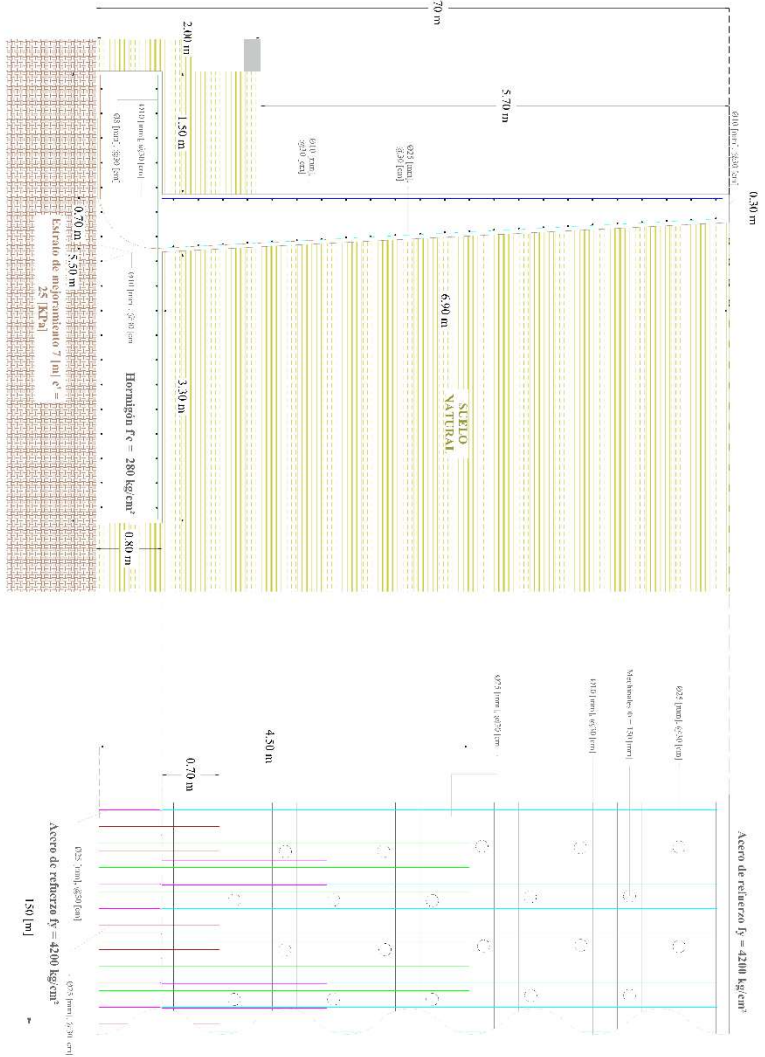 70 m
2.00 m
5.70 m
0.30 m
Ø10 [mm], @30 [cm]
1.50 m
Ø10 [mm], @30 [cm]
Ø8 [mm], @30 [cm]
Ø10 [mm],
@30 [cm]
Ø25 [mm],
@30 [cm]
0.70 m
5.50 m
Estrato de mejoramiento 7 [m]
25 [KPa]
Ø10 [mm], @30 [cm]
6.90 m
3.30 m
Hormigón f'c = 280 kg/cm²
SUELO
NATURAL
0.80 m
Ø25 [mm], @30 [cm]
Mechinales
150 [mm]
Ø10 [mm], @30 [cm]
Ø25 [mm], @30 [cm]
4.50 m
0.70 m
Acero de refuerzo fy = 4200 kg/cm²
Acero de refuerzo fy = 4200 kg/cm²
Ø25 [mm], @30 [cm]
150 [m]